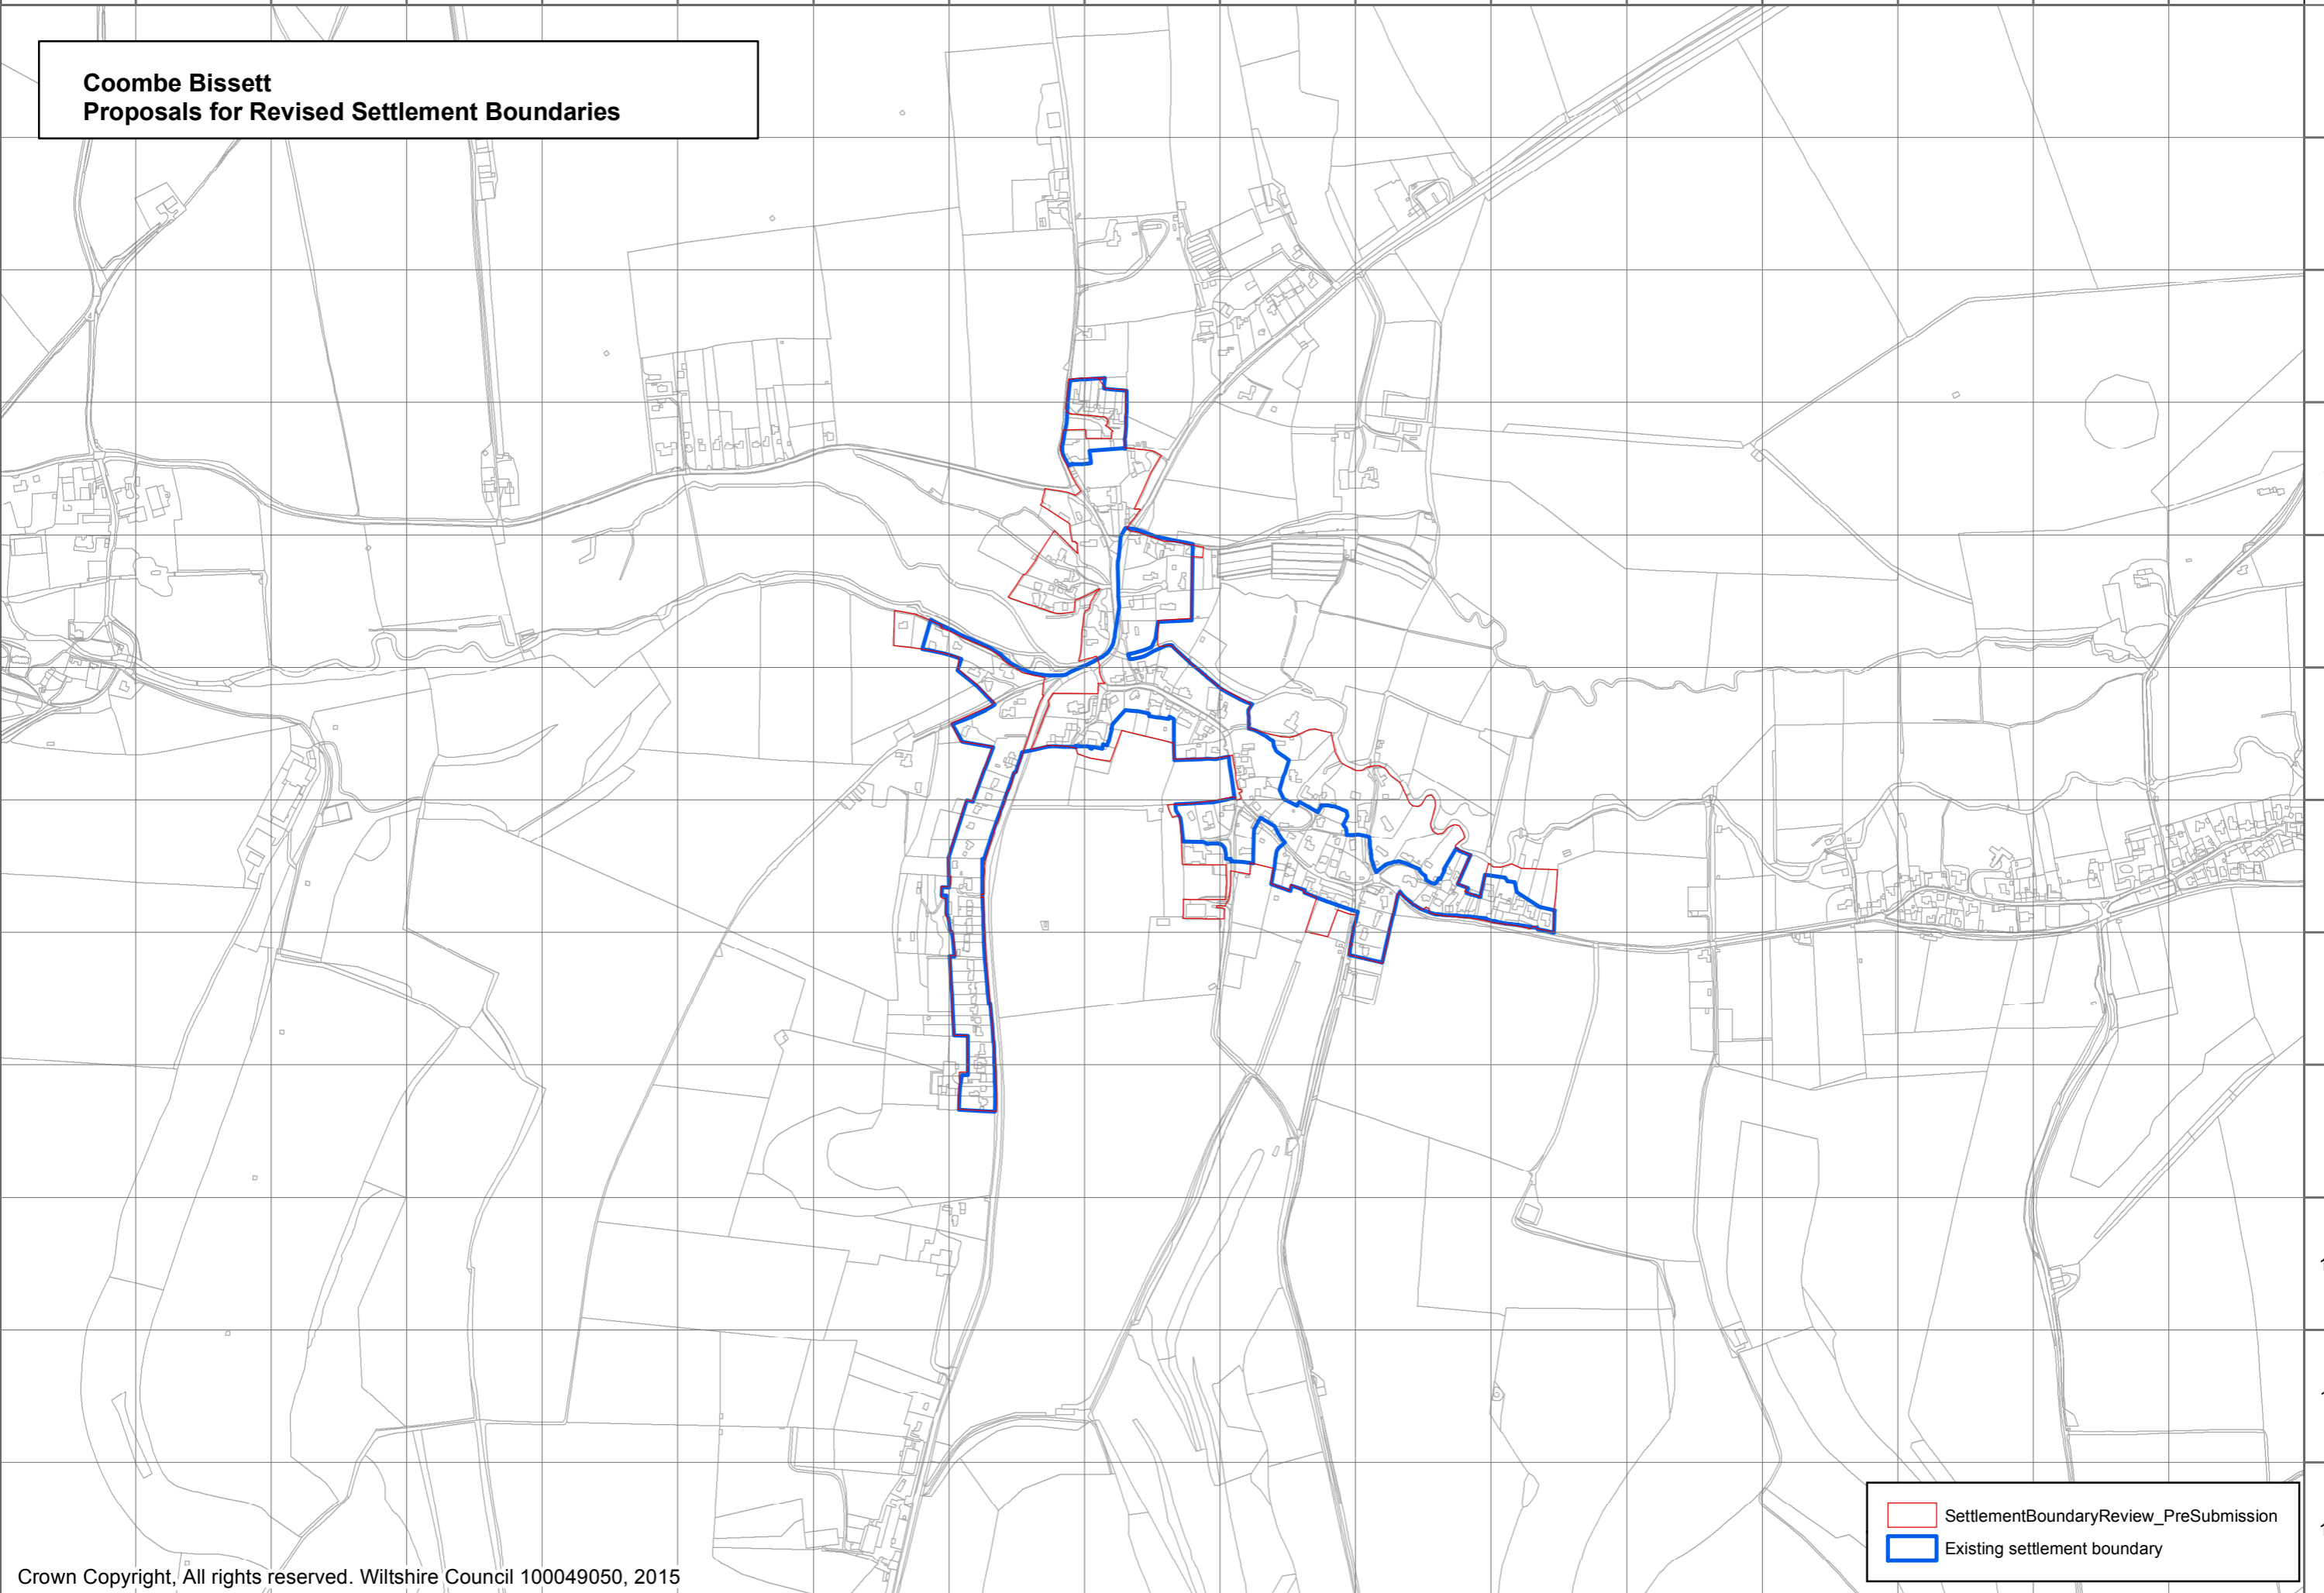 Coombe Bissett
Proposals for Revised Settlement Boundaries
SettlementBoundaryReview_PreSubmission
Existing settlement boundary
Crown Copyright, All rights reserved. Wiltshire Council 100049050, 2015